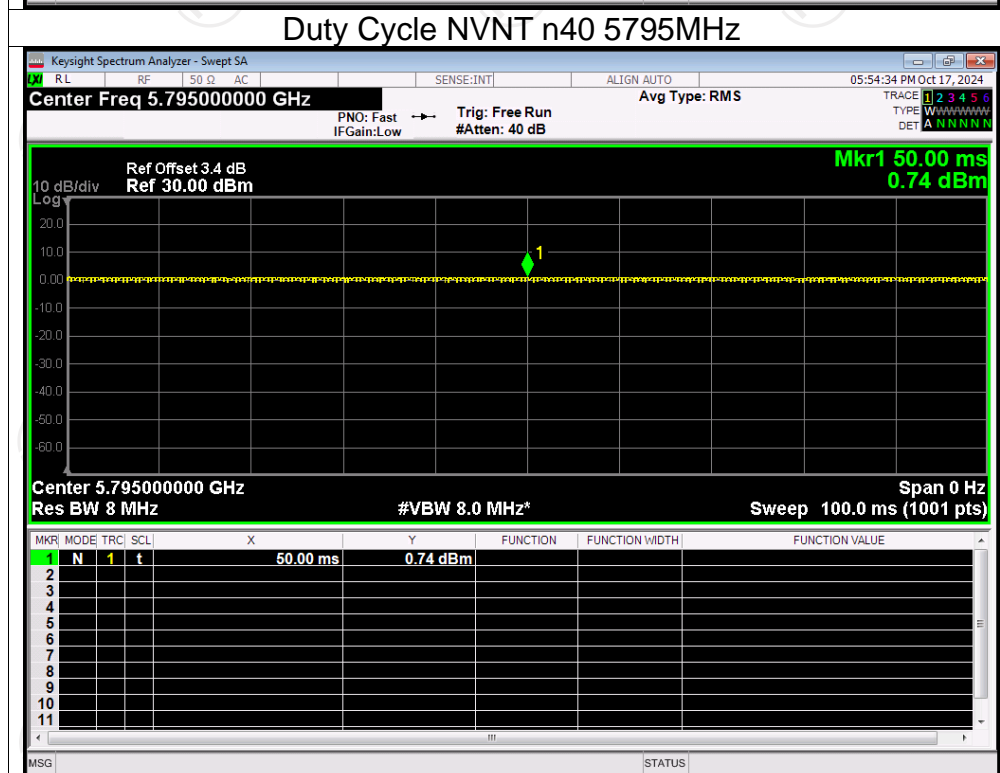 Duty Cycle NVNT n40 5795MHz
Keysight Spectrum Analyzer - Swept SA
RL RF 50 Ω AC SENSE:INT ALIGN AUTO 05:54:34 PM Oct 17, 2024
Center Freq 5.795000000 GHz Avg Type: RMS TRACE 1 2 3 4 5 6
PNO: Fast Trig: Free Run TYPE WWWWWW
IFGain:Low #Atten: 40 dB DET A N N N N N
Mkr1 50.00 ms
Ref Offset 3.4 dB
10 dB/div Ref 30.00 dBm 0.74 dBm
Log
20.0
10.0
1
0.00
-10.0
-20.0
-30.0
-40.0
-50.0
-60.0
Center 5.795000000 GHz Span 0 Hz
Res BW 8 MHz #VBW 8.0 MHz* Sweep 100.0 ms (1001 pts)
MKR MODE TRC SCL X Y FUNCTION FUNCTION WIDTH FUNCTION VALUE
1 N 1 t 50.00 ms 0.74 dBm
2
3
4
5
6
7
8
9
10
11
MSG STATUS